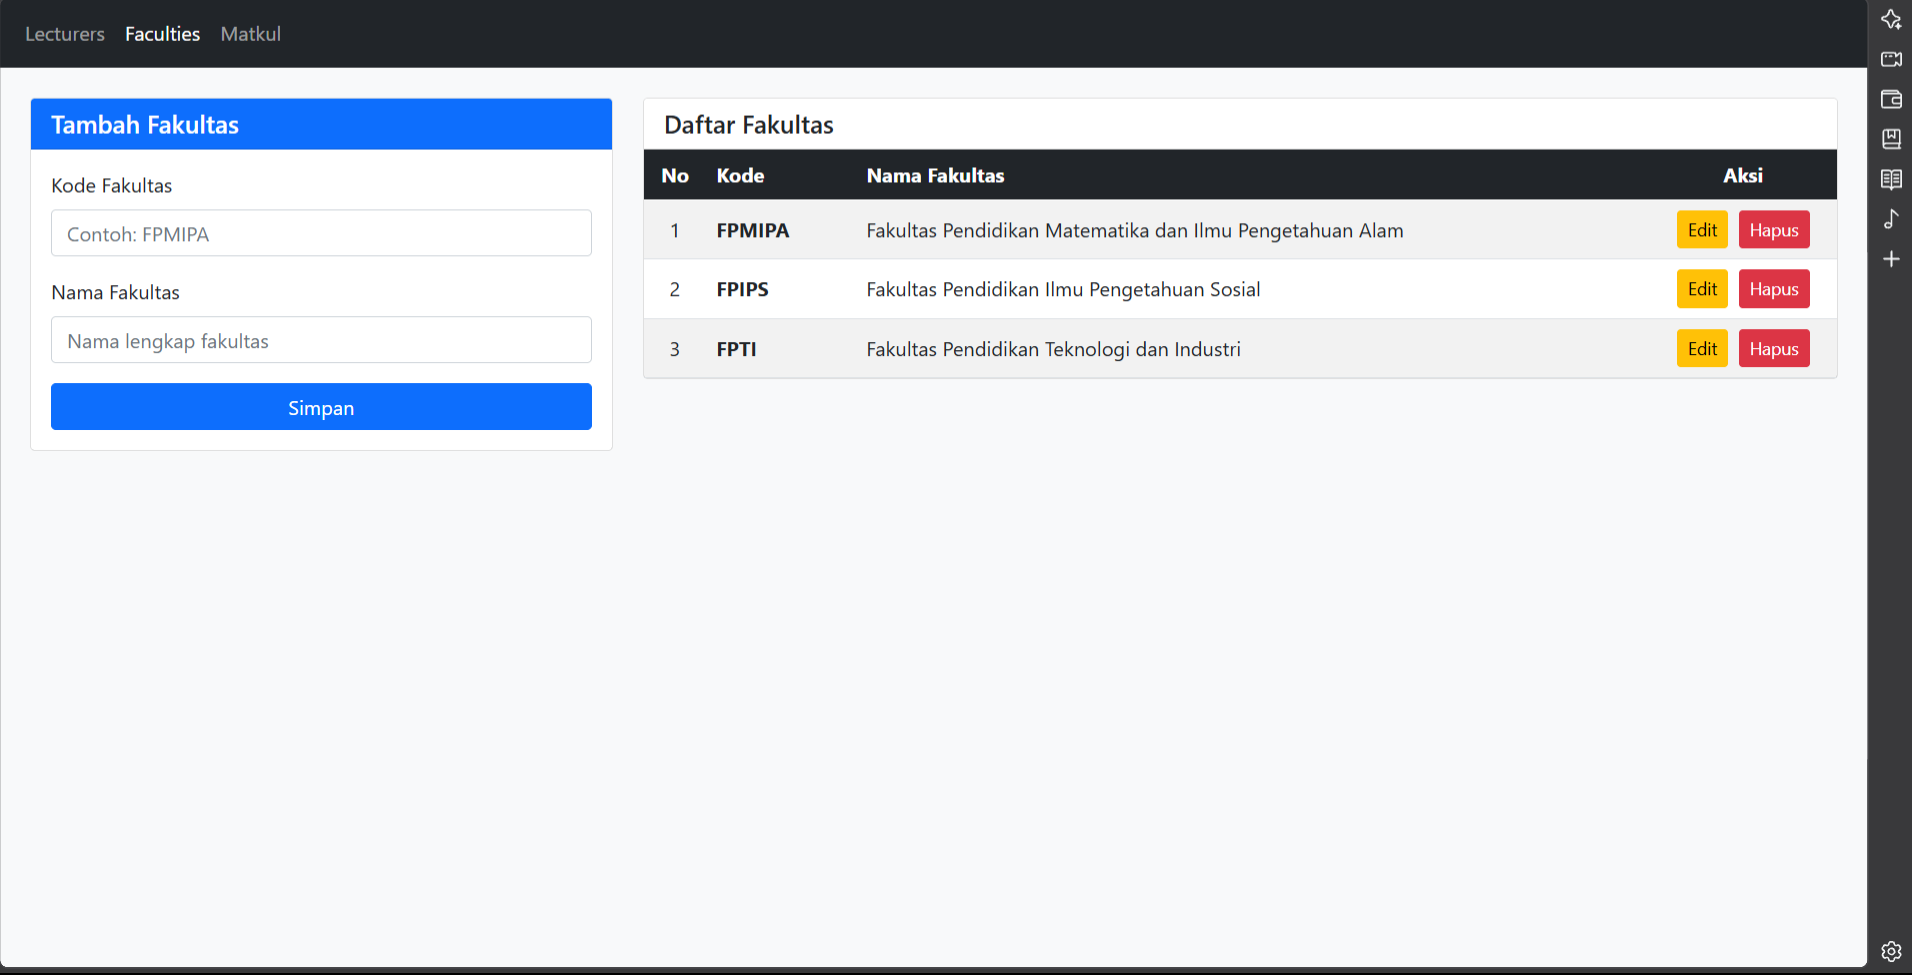 Lecturers Faculties Matkul
Tambah Fakultas
Kode Fakultas
Contoh: FPMIPA
Nama Fakultas
Nama lengkap fakultas
Simpan
Daftar Fakultas
No Kode Nama Fakultas Aksi
1 FPMIPA Fakultas Pendidikan Matematika dan Ilmu Pengetahuan Alam Edit Hapus
2 FPIPS Fakultas Pendidikan Ilmu Pengetahuan Sosial Edit Hapus
3 FPTI Fakultas Pendidikan Teknologi dan Industri Edit Hapus